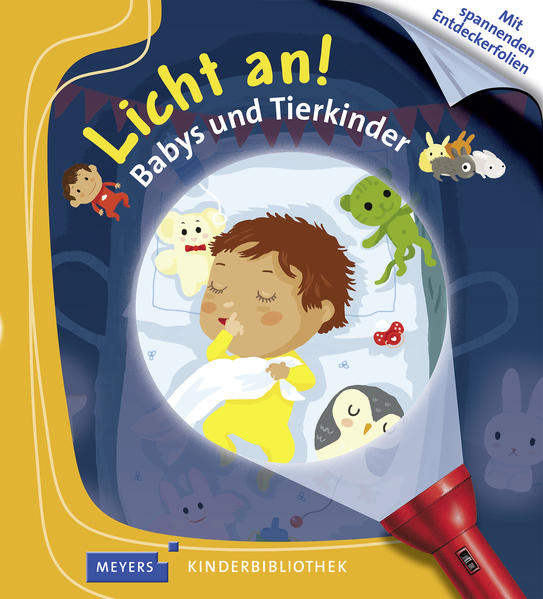 Mit
spannenden
Entdeckerfolien
Licht an!
Babys und Tierkinder
MEYERS KINDERBIBLIOTHEK